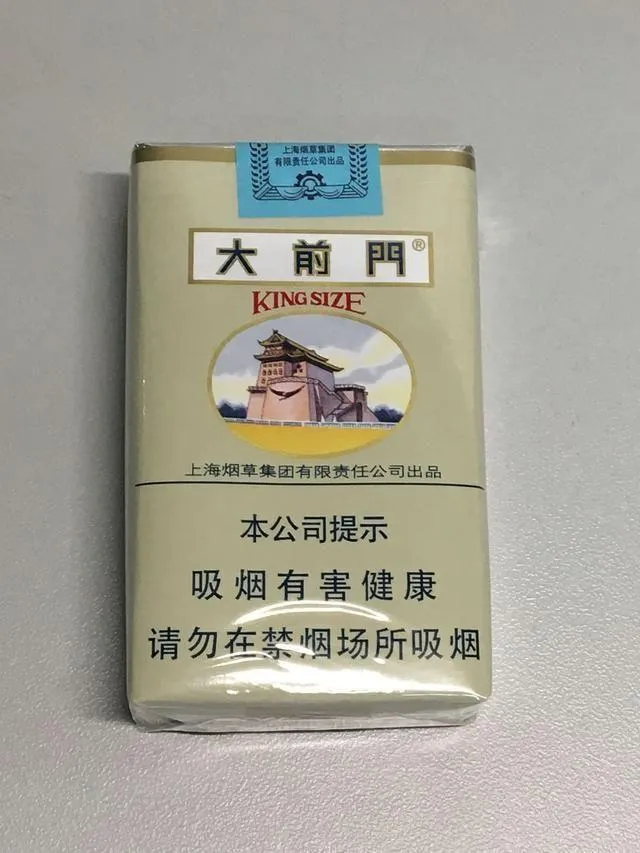 上海烟草集团
有限责任公司出品
大前門®
KING SIZE
上海烟草集团有限责任公司出品
本公司提示
吸烟有害健康
请勿在禁烟场所吸烟